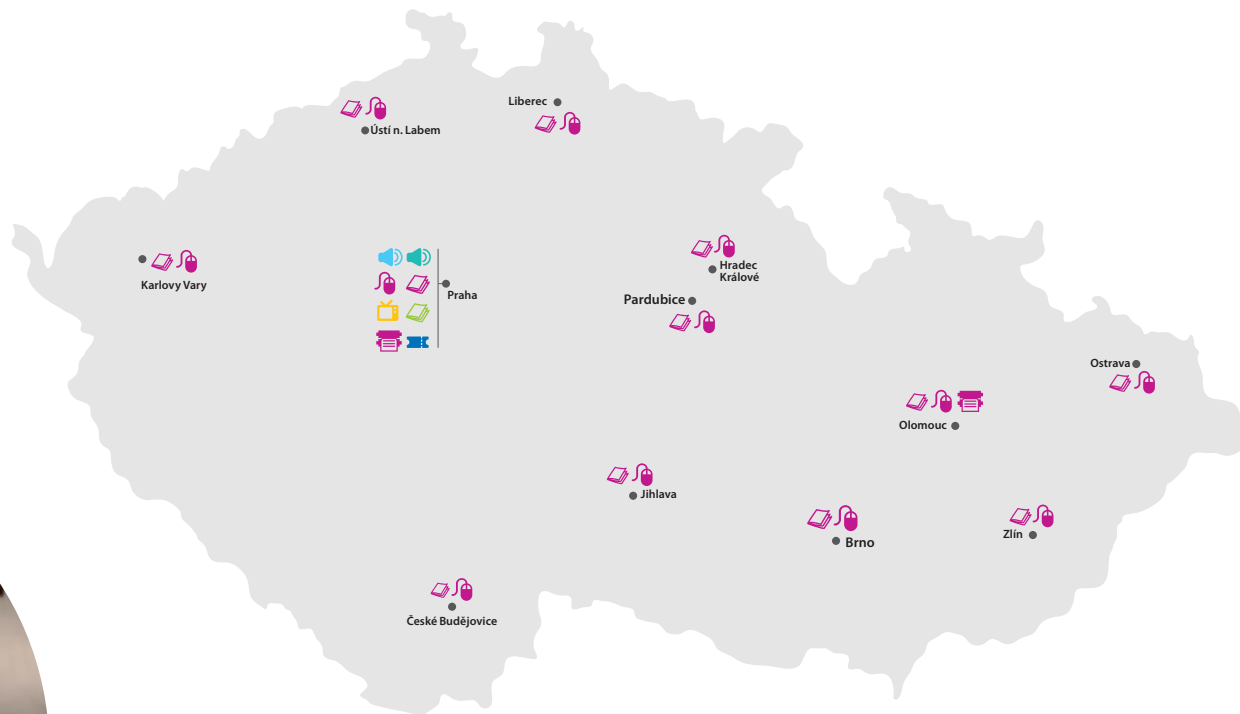 Liberec
Ústí n. Labem
Karlovy Vary
Praha
Hradec
Králové
Pardubice
Ostrava
Olomouc
Jihlava
Brno
Zlín
České Budějovice